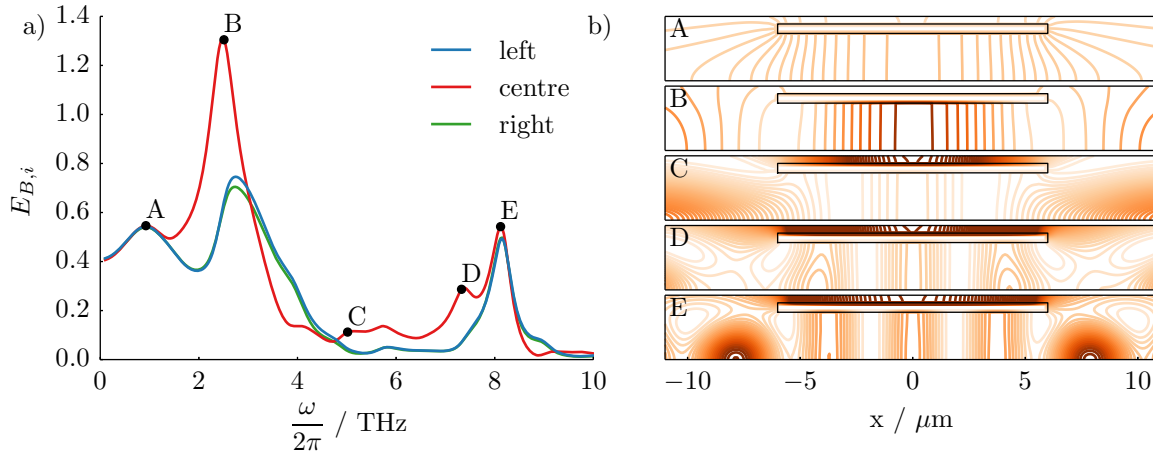 a)
1.4
1.2
1.0
0.8
0.6
0.4
0.2
0.0
E_{B,i}
A
B
C
D
E
left
centre
right
0 2 4 6 8 10
ω/2π / THz
b)
A
B
C
D
E
−10 −5 0 5 10
x / μm